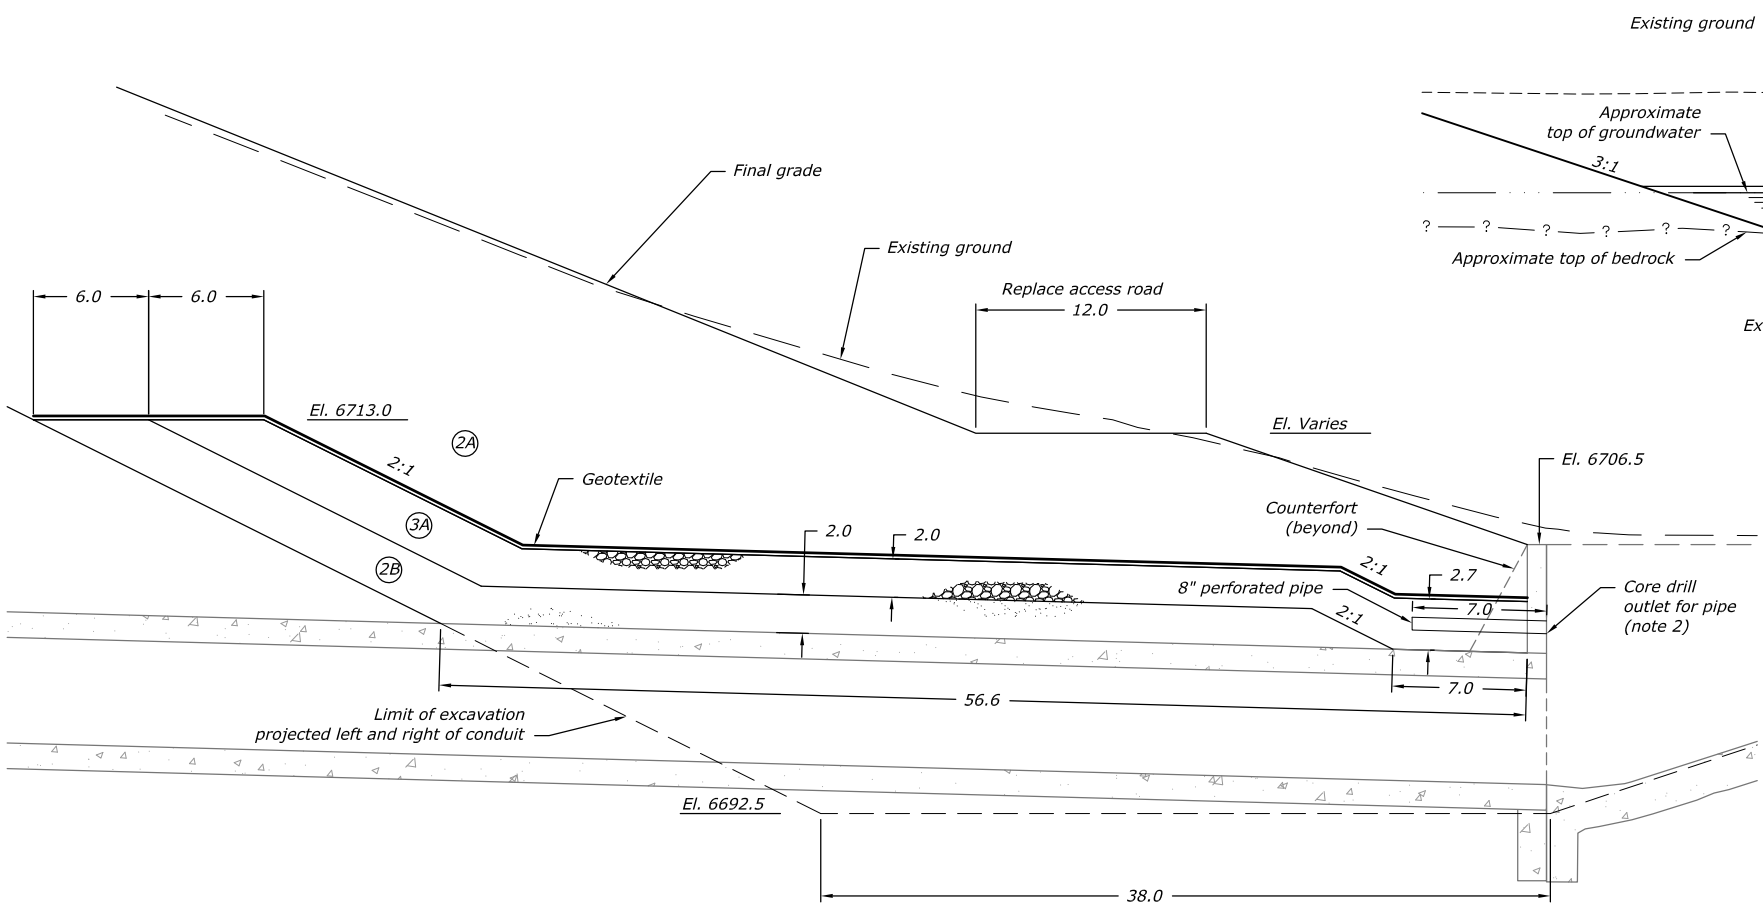 Existing ground
Approximate
top of groundwater
3:1
? ? ? ? ? ?
Approximate top of bedrock
Ex
Final grade
Existing ground
Replace access road
12.0
6.0
6.0
El. 6713.0
2A
2:1
El. Varies
El. 6706.5
Geotextile
Counterfort
(beyond)
3A
2.0
2.0
2B
2:1
2.7
8" perforated pipe
7.0
2:1
Core drill
outlet for pipe
(note 2)
7.0
56.6
Limit of excavation
projected left and right of conduit
El. 6692.5
38.0